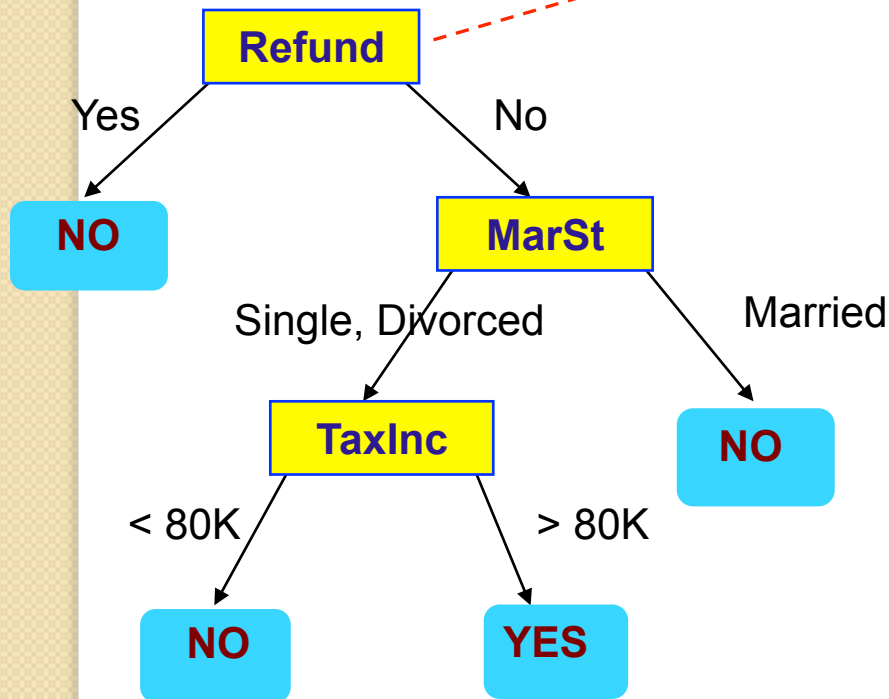 Refund
Yes
No
NO
MarSt
Single, Divorced
Married
TaxInc
NO
< 80K
> 80K
NO
YES